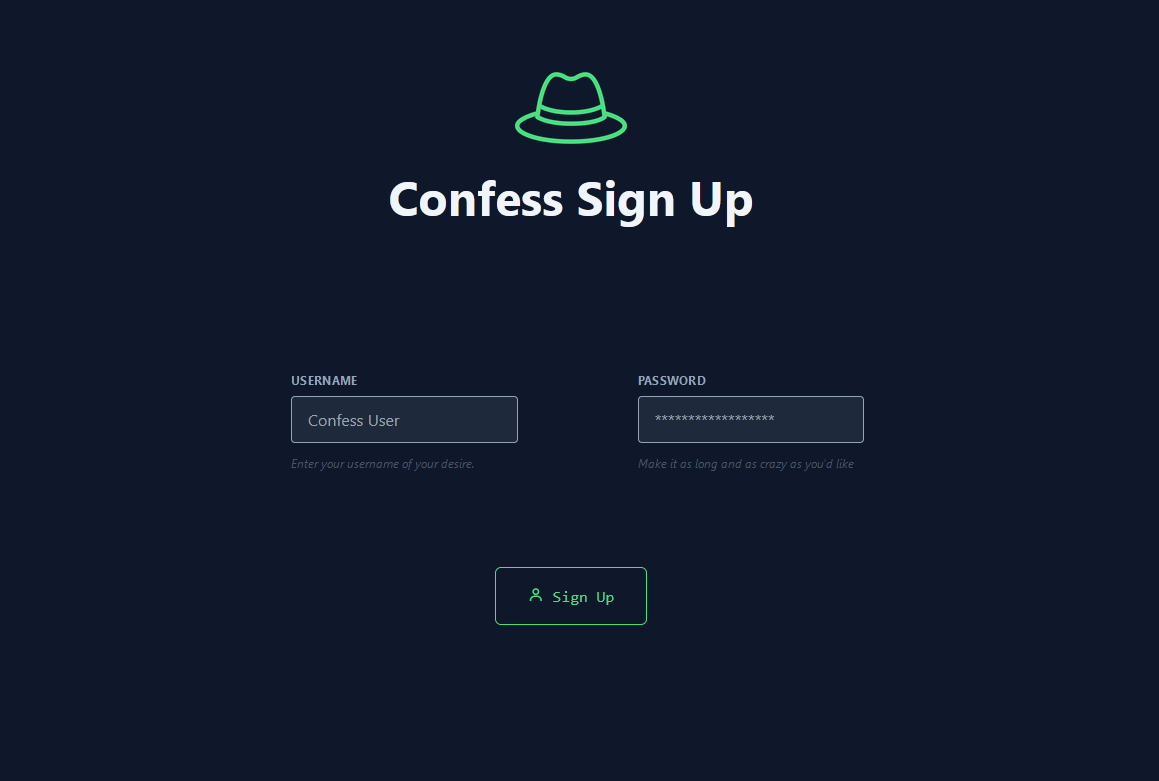 Confess Sign Up
USERNAME
PASSWORD
Confess User
******************
Enter your username of your desire.
Make it as long and as crazy as you'd like
Sign Up